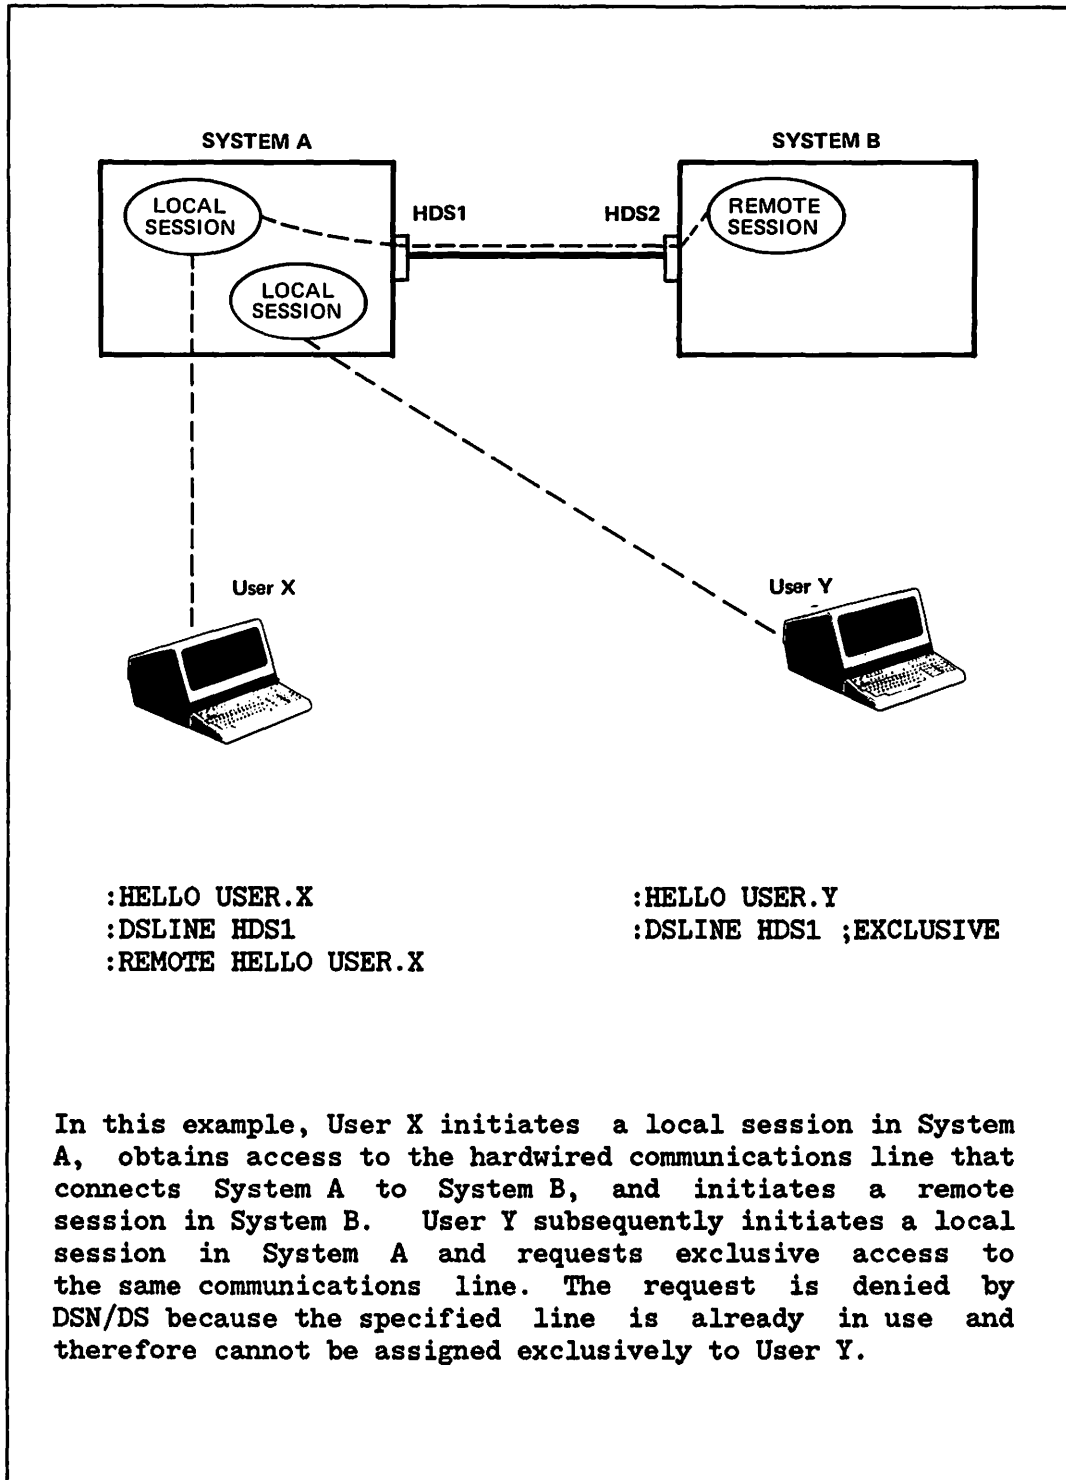 SYSTEM A
SYSTEM B
LOCAL
SESSION
HDS1
HDS2
REMOTE
SESSION
LOCAL
SESSION
User X
User Y
:HELLO USER.X
:DSLINE HDS1
:REMOTE HELLO USER.X
:HELLO USER.Y
:DSLINE HDS1 ;EXCLUSIVE
In this example, User X initiates a local session in System
A, obtains access to the hardwired communications line that
connects System A to System B, and initiates a remote
session in System B. User Y subsequently initiates a local
session in System A and requests exclusive access to
the same communications line. The request is denied by
DSN/DS because the specified line is already in use and
therefore cannot be assigned exclusively to User Y.